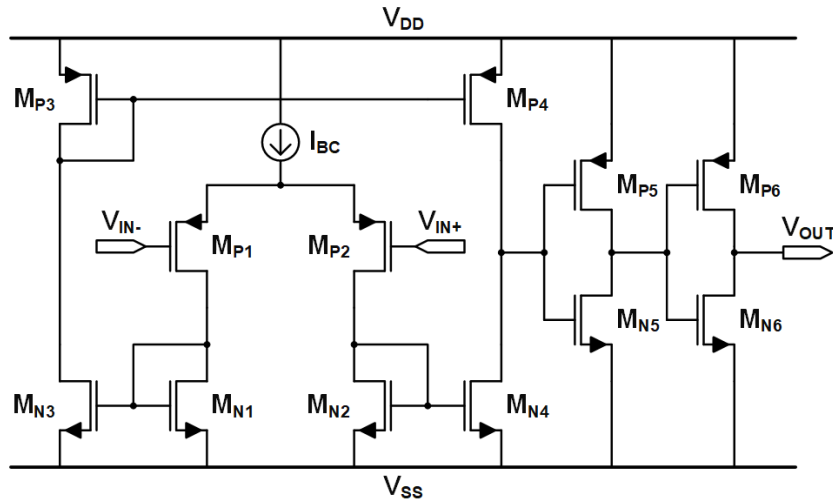 VDD
MP3
MP4
IBC
MP5
MP6
VIN-
MP1
MP2
VIN+
VOUT
MN5
MN6
MN3
MN1
MN2
MN4
VSS